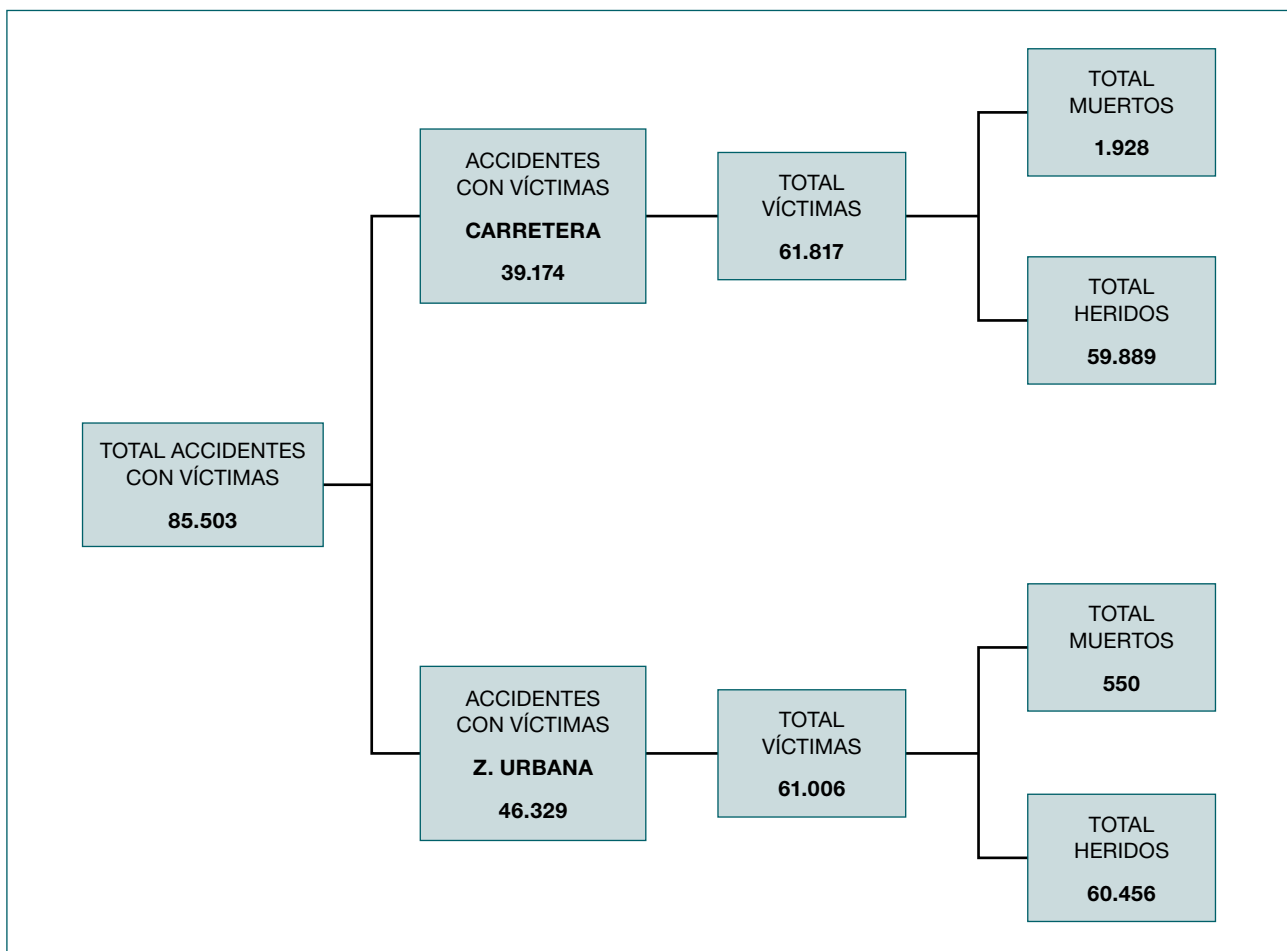 TOTAL ACCIDENTES
CON VÍCTIMAS
85.503
ACCIDENTES
CON VÍCTIMAS
CARRETERA
39.174
TOTAL
VÍCTIMAS
61.817
TOTAL
MUERTOS
1.928
TOTAL
HERIDOS
59.889
ACCIDENTES
CON VÍCTIMAS
Z. URBANA
46.329
TOTAL
VÍCTIMAS
61.006
TOTAL
MUERTOS
550
TOTAL
HERIDOS
60.456